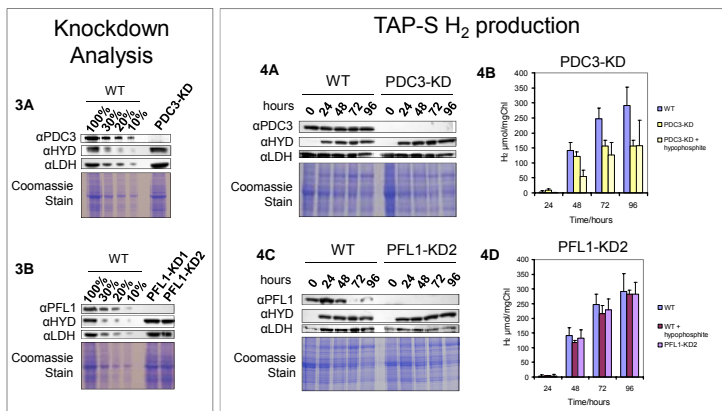 Knockdown
Analysis
3A
WT
100%
30%
20%
10%
PDC3-KD
αPDC3
αHYD
αLDH
Coomassie
Stain
3B
WT
100%
30%
20%
10%
PFL1-KD1
PFL1-KD2
αPFL1
αHYD
αLDH
Coomassie
Stain
TAP-S H₂ production
4A
WT PDC3-KD
hours 0 24 48 72 96 0 24 48 72 96
αPDC3
αHYD
αLDH
Coomassie
Stain
4B
PDC3-KD
H₂ μmol/mgChl
400
350
300
250
200
150
100
50
0
24 48 72 96
Time/hours
WT
PDC3-KD
PDC3-KD +
hypophosphite
4C
WT PFL1-KD2
hours 0 24 48 72 96 0 24 48 72 96
αPFL1
αHYD
αLDH
Coomassie
Stain
4D
PFL1-KD2
H₂ μmol/mgChl
400
350
300
250
200
150
100
50
0
24 48 72 96
Time/hours
WT
WT +
hypophosphite
PFL1-KD2